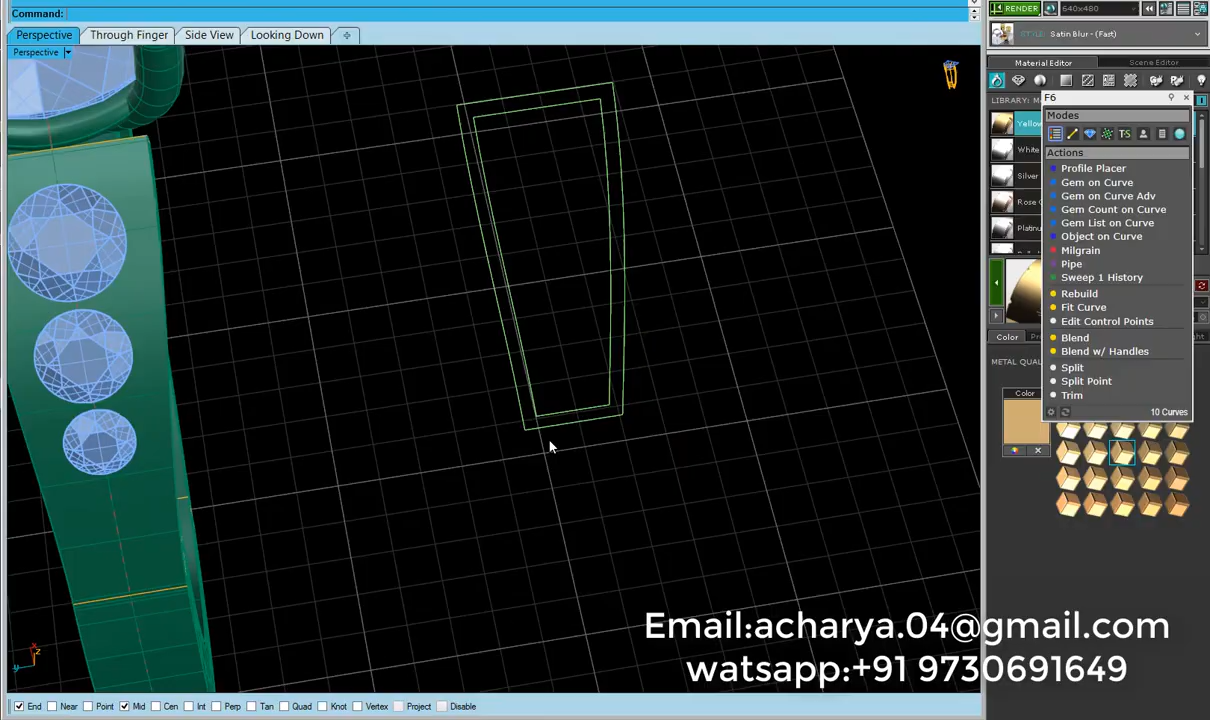 Command:
RENDER 640x480
STYLE: Satin Blur - (Fast)
Perspective Through Finger Side View Looking Down
Perspective
Material Editor Scene Editor
F6
LIBRARY: M
Modes
Yellow
White
Silver
Rose
Platin
Actions
Profile Placer
Gem on Curve
Gem on Curve Adv
Gem Count on Curve
Gem List on Curve
Object on Curve
Milgrain
Pipe
Sweep 1 History
Rebuild
Fit Curve
Edit Control Points
Blend
Blend w/ Handles
Split
Split Point
Trim
10 Curves
Color
METAL QUAL
Color
Email:acharya.04@gmail.com
watsapp:+91 9730691649
End Near Point Mid Cen Int Perp Tan Quad Knot Vertex Project Disable